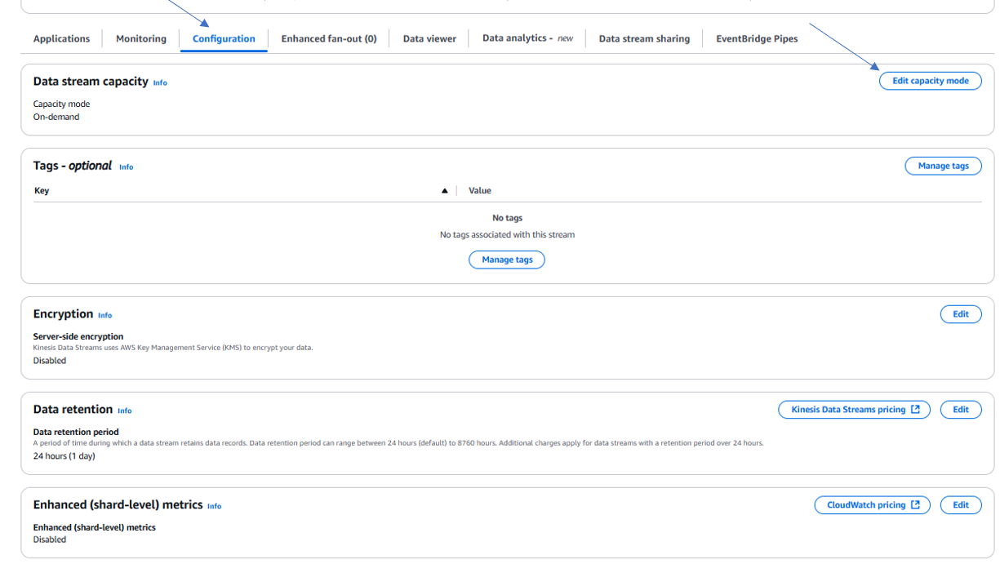 Applications Monitoring Configuration Enhanced fan-out (0) Data viewer Data analytics - new Data stream sharing EventBridge Pipes
Data stream capacity Info Edit capacity mode
Capacity mode
On-demand
Tags - optional Info Manage tags
Key Value
No tags
No tags associated with this stream
Manage tags
Encryption Info Edit
Server-side encryption
Kinesis Data Streams uses AWS Key Management Service (KMS) to encrypt your data.
Disabled
Data retention Info Kinesis Data Streams pricing Edit
Data retention period
A period of time during which a data stream retains data records. Data retention period can range between 24 hours (default) to 8760 hours. Additional charges apply for data streams with a retention period over 24 hours.
24 hours (1 day)
Enhanced (shard-level) metrics Info CloudWatch pricing Edit
Enhanced (shard-level) metrics
Disabled